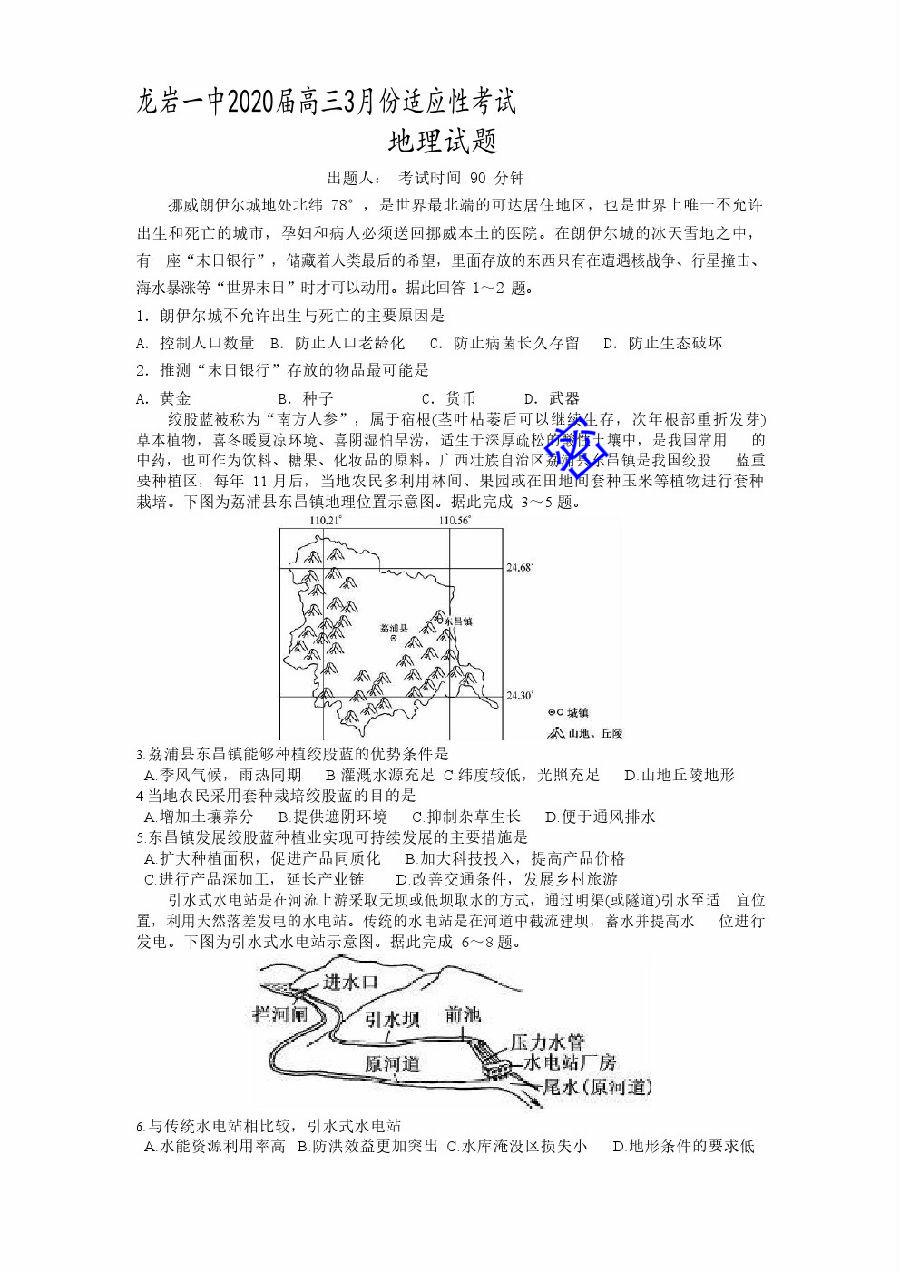 龙岩一中2020届高三3月份适应性考试
地理试题
出题人： 考试时间 90 分钟
挪威朗伊尔城地处北纬 78°，是世界最北端的可达居住地区，也是世界上唯一不允许
出生和死亡的城市，孕妇和病人必须送回挪威本土的医院。在朗伊尔城的冰天雪地之中，
有 座“末日银行”，储藏着人类最后的希望，里面存放的东西只有在遭遇核战争、行星撞击、
海水暴涨等“世界末日”时才可以动用。据此回答 1～2 题。
1．朗伊尔城不允许出生与死亡的主要原因是
A．控制人口数量 B．防止人口老龄化 C．防止病菌长久存留 D．防止生态破坏
2．推测“末日银行”存放的物品最可能是
A．黄金 B．种子 C．货币 D．武器
绞股蓝被称为“南方人参”，属于宿根(茎叶枯萎后可以继续生存，次年根部重新发芽)
草本植物，喜冬暖夏凉环境、喜阴湿怕旱涝，适生于深厚疏松的酸性土壤中，是我国常用 的
中药，也可作为饮料、糖果、化妆品的原料。广西壮族自治区荔浦县东昌镇是我国绞股 蓝重
要种植区，每年 11 月后，当地农民多利用林间、果园或在田地间套种玉米等植物进行套种
栽培。下图为荔浦县东昌镇地理位置示意图。据此完成 3～5 题。
110.21° 110.56°
24.68°
荔浦县
东昌镇
24.30°
城镇
山地、丘陵
3.荔浦县东昌镇能够种植绞股蓝的优势条件是
A.季风气候，雨热同期 B 灌溉水源充足 C 纬度较低，光照充足 D.山地丘陵地形
4 当地农民采用套种栽培绞股蓝的目的是
A.增加土壤养分 B.提供遮阴环境 C.抑制杂草生长 D.便于通风排水
5.东昌镇发展绞股蓝种植业实现可持续发展的主要措施是
A.扩大种植面积，促进产品同质化 B.加大科技投入，提高产品价格
C.进行产品深加工，延长产业链 D.改善交通条件，发展乡村旅游
引水式水电站是在河流上游采取无坝或低坝取水的方式，通过明渠(或隧道)引水至适 宜位
置，利用天然落差发电的水电站。传统的水电站是在河道中截流建坝，蓄水并提高水 位进行
发电。下图为引水式水电站示意图。据此完成 6～8 题。
进水口
拦河闸
引水坝 前池
压力水管
原河道
水电站厂房
尾水(原河道)
6.与传统水电站相比较，引水式水电站
A.水能资源利用率高 B.防洪效益更加突出 C.水库淹没区损失小 D.地形条件的要求低
密